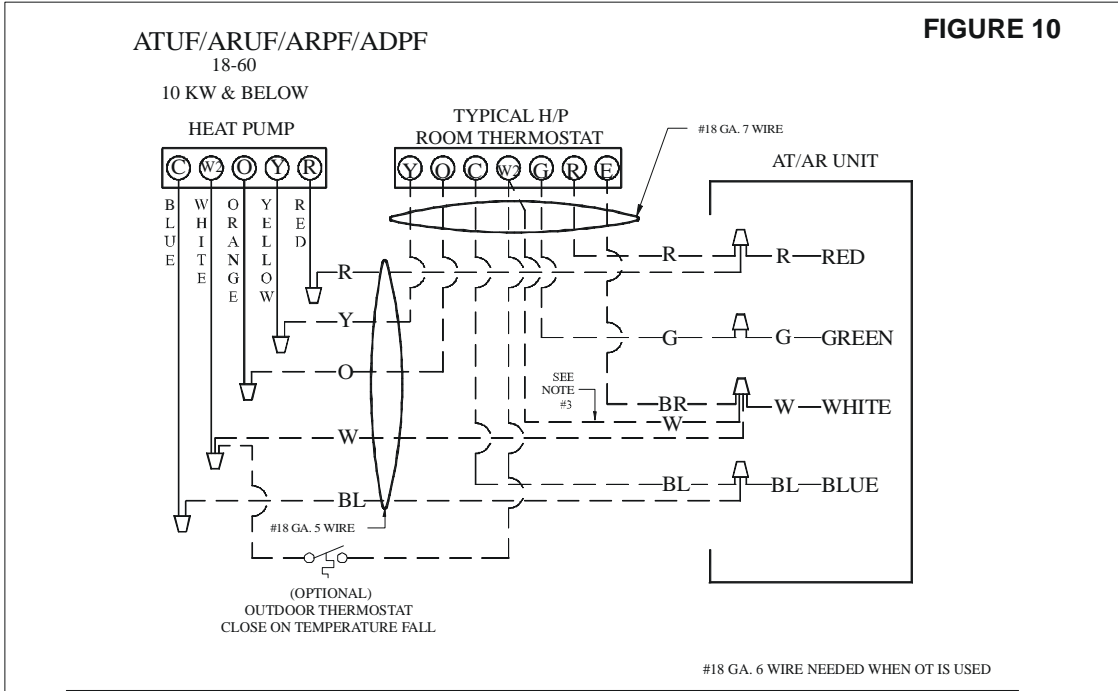 FIGURE 10
ATUF/ARUF/ARPF/ADPF
18-60
10 KW & BELOW
HEAT PUMP
C W2 O Y R
BLUE
WHITE
ORANGE
YELLOW
RED
TYPICAL H/P
ROOM THERMOSTAT
Y O C W2 G R E
#18 GA. 7 WIRE
AT/AR UNIT
R
R R RED
Y
G G GREEN
O
SEE
NOTE
#3
BR
W W WHITE
W
BL BL BLUE
BL
#18 GA. 5 WIRE
(OPTIONAL)
OUTDOOR THERMOSTAT
CLOSE ON TEMPERATURE FALL
#18 GA. 6 WIRE NEEDED WHEN OT IS USED